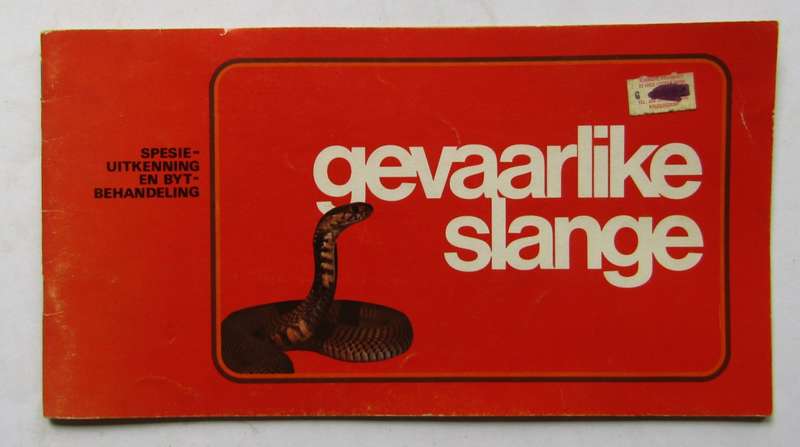 SPESIE-
UITKENNING
EN BYT-
BEHANDELING
gevaarlike
slange